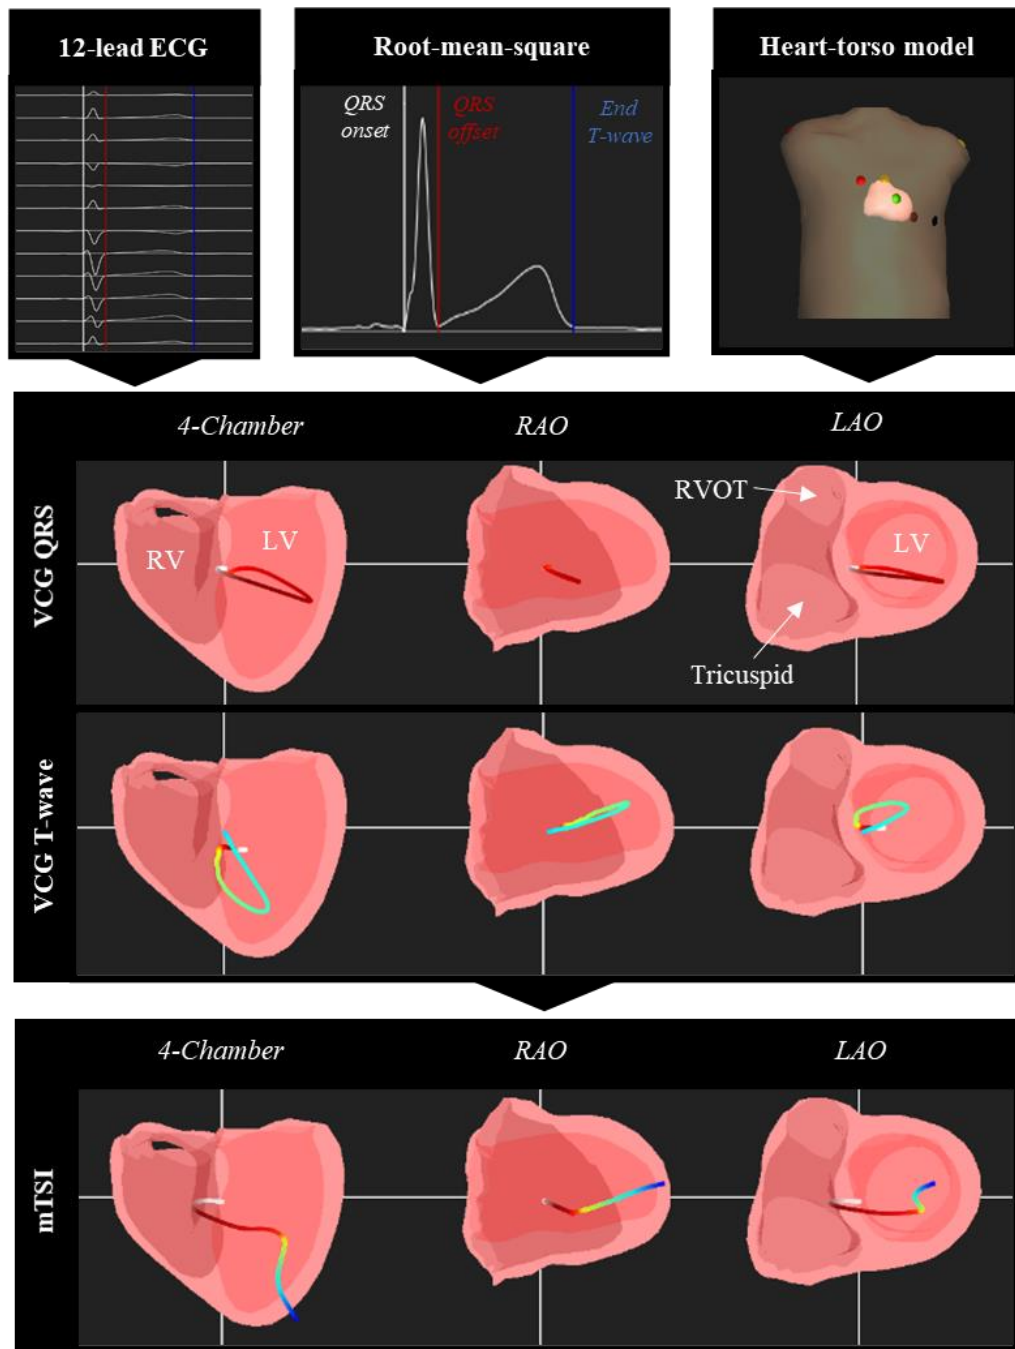 12-lead ECG
Root-mean-square
Heart-torso model
QRS
onset
QRS
offset
End
T-wave
4-Chamber
RAO
LAO
VCG QRS
RV
LV
RVOT
LV
Tricuspid
VCG T-wave
4-Chamber
RAO
LAO
mTSI